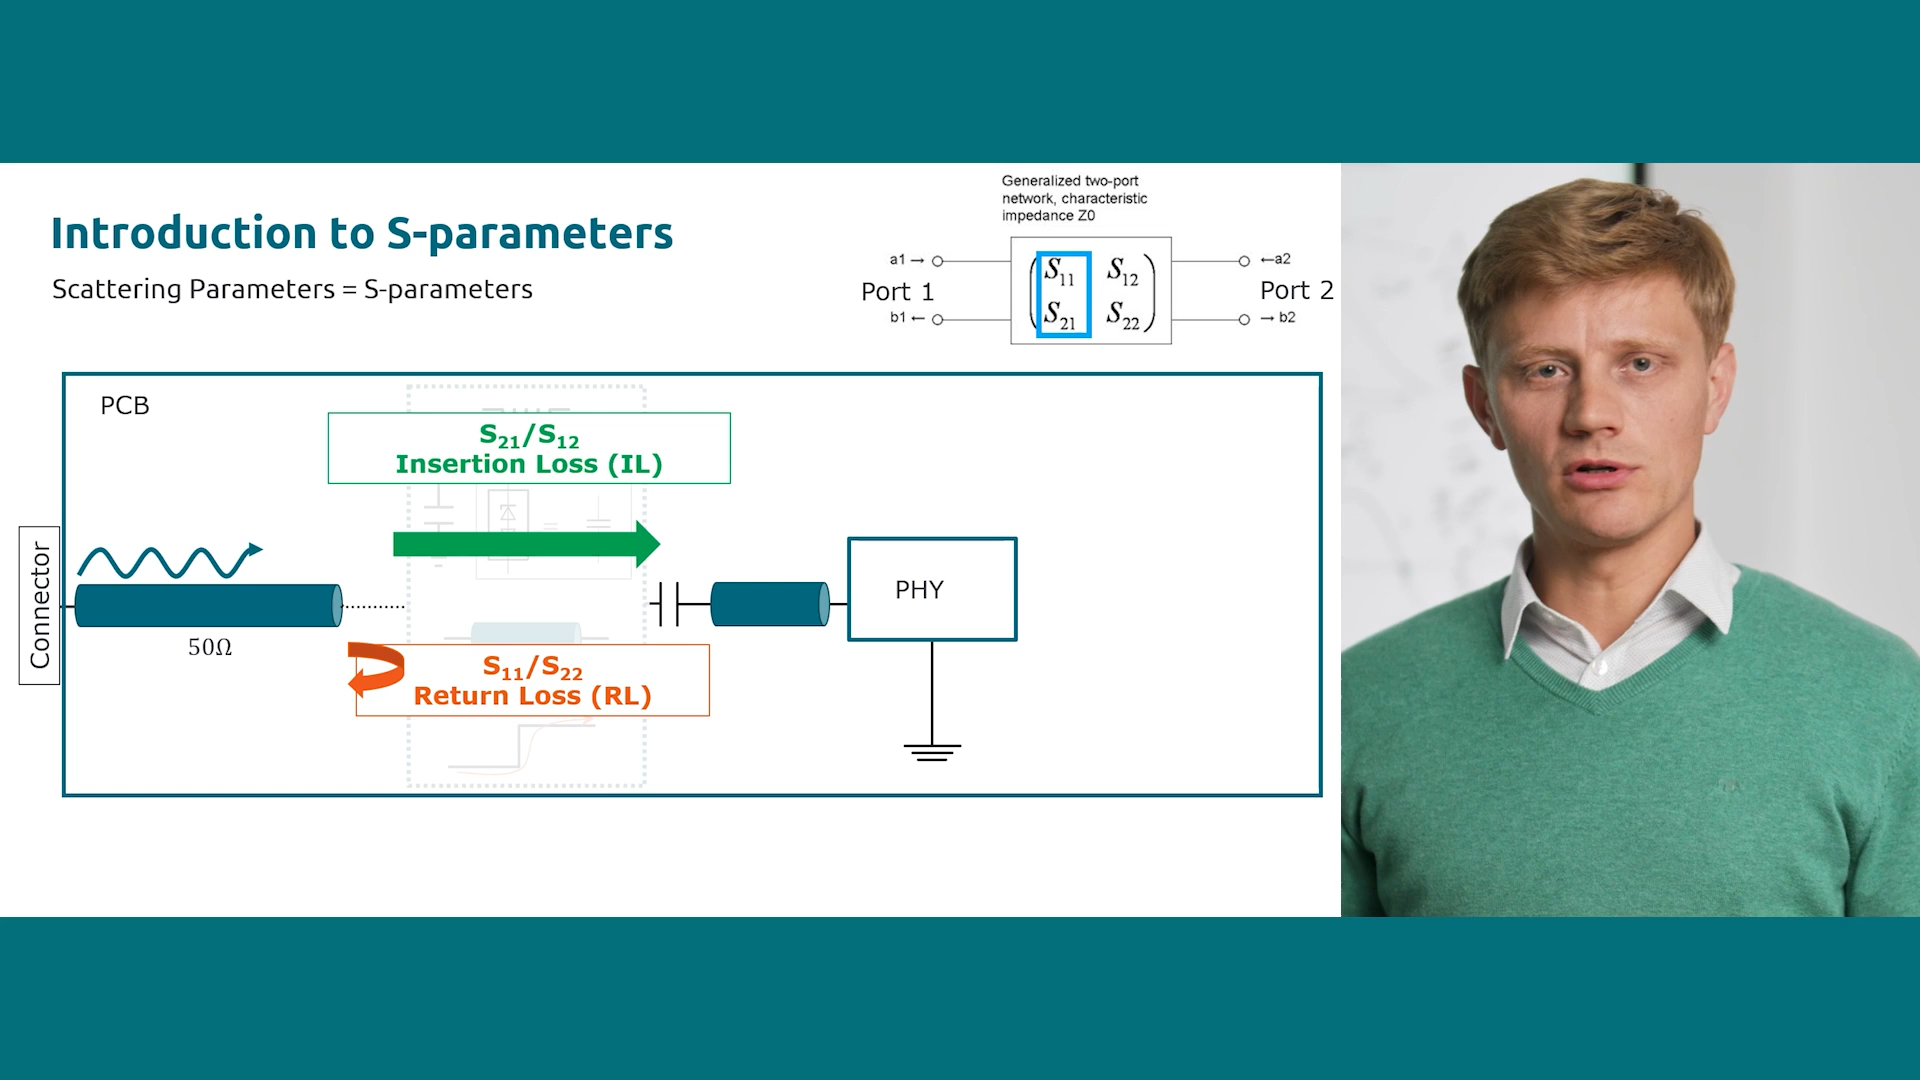 Introduction to S-parameters
Scattering Parameters = S-parameters
Generalized two-port
network, characteristic
impedance Z0
a1→
←a2
Port 1
Port 2
b1←
→b2
S11 S12
S21 S22
PCB
S21/S12
Insertion Loss (IL)
Connector
50Ω
PHY
S11/S22
Return Loss (RL)